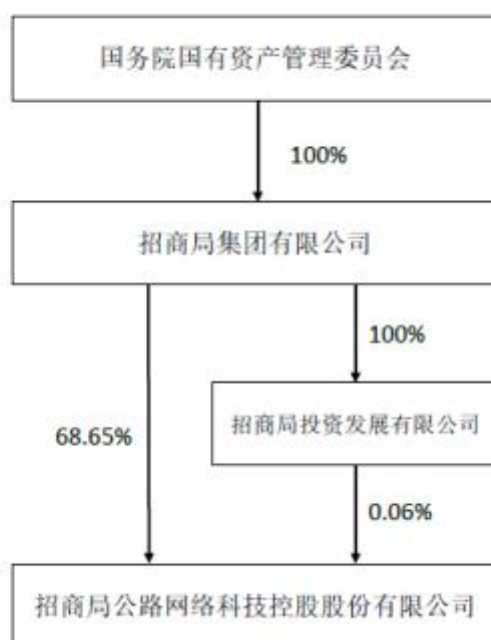 国务院国有资产管理委员会
100%
招商局集团有限公司
100%
招商局投资发展有限公司
68.65%
0.06%
招商局公路网络科技控股股份有限公司